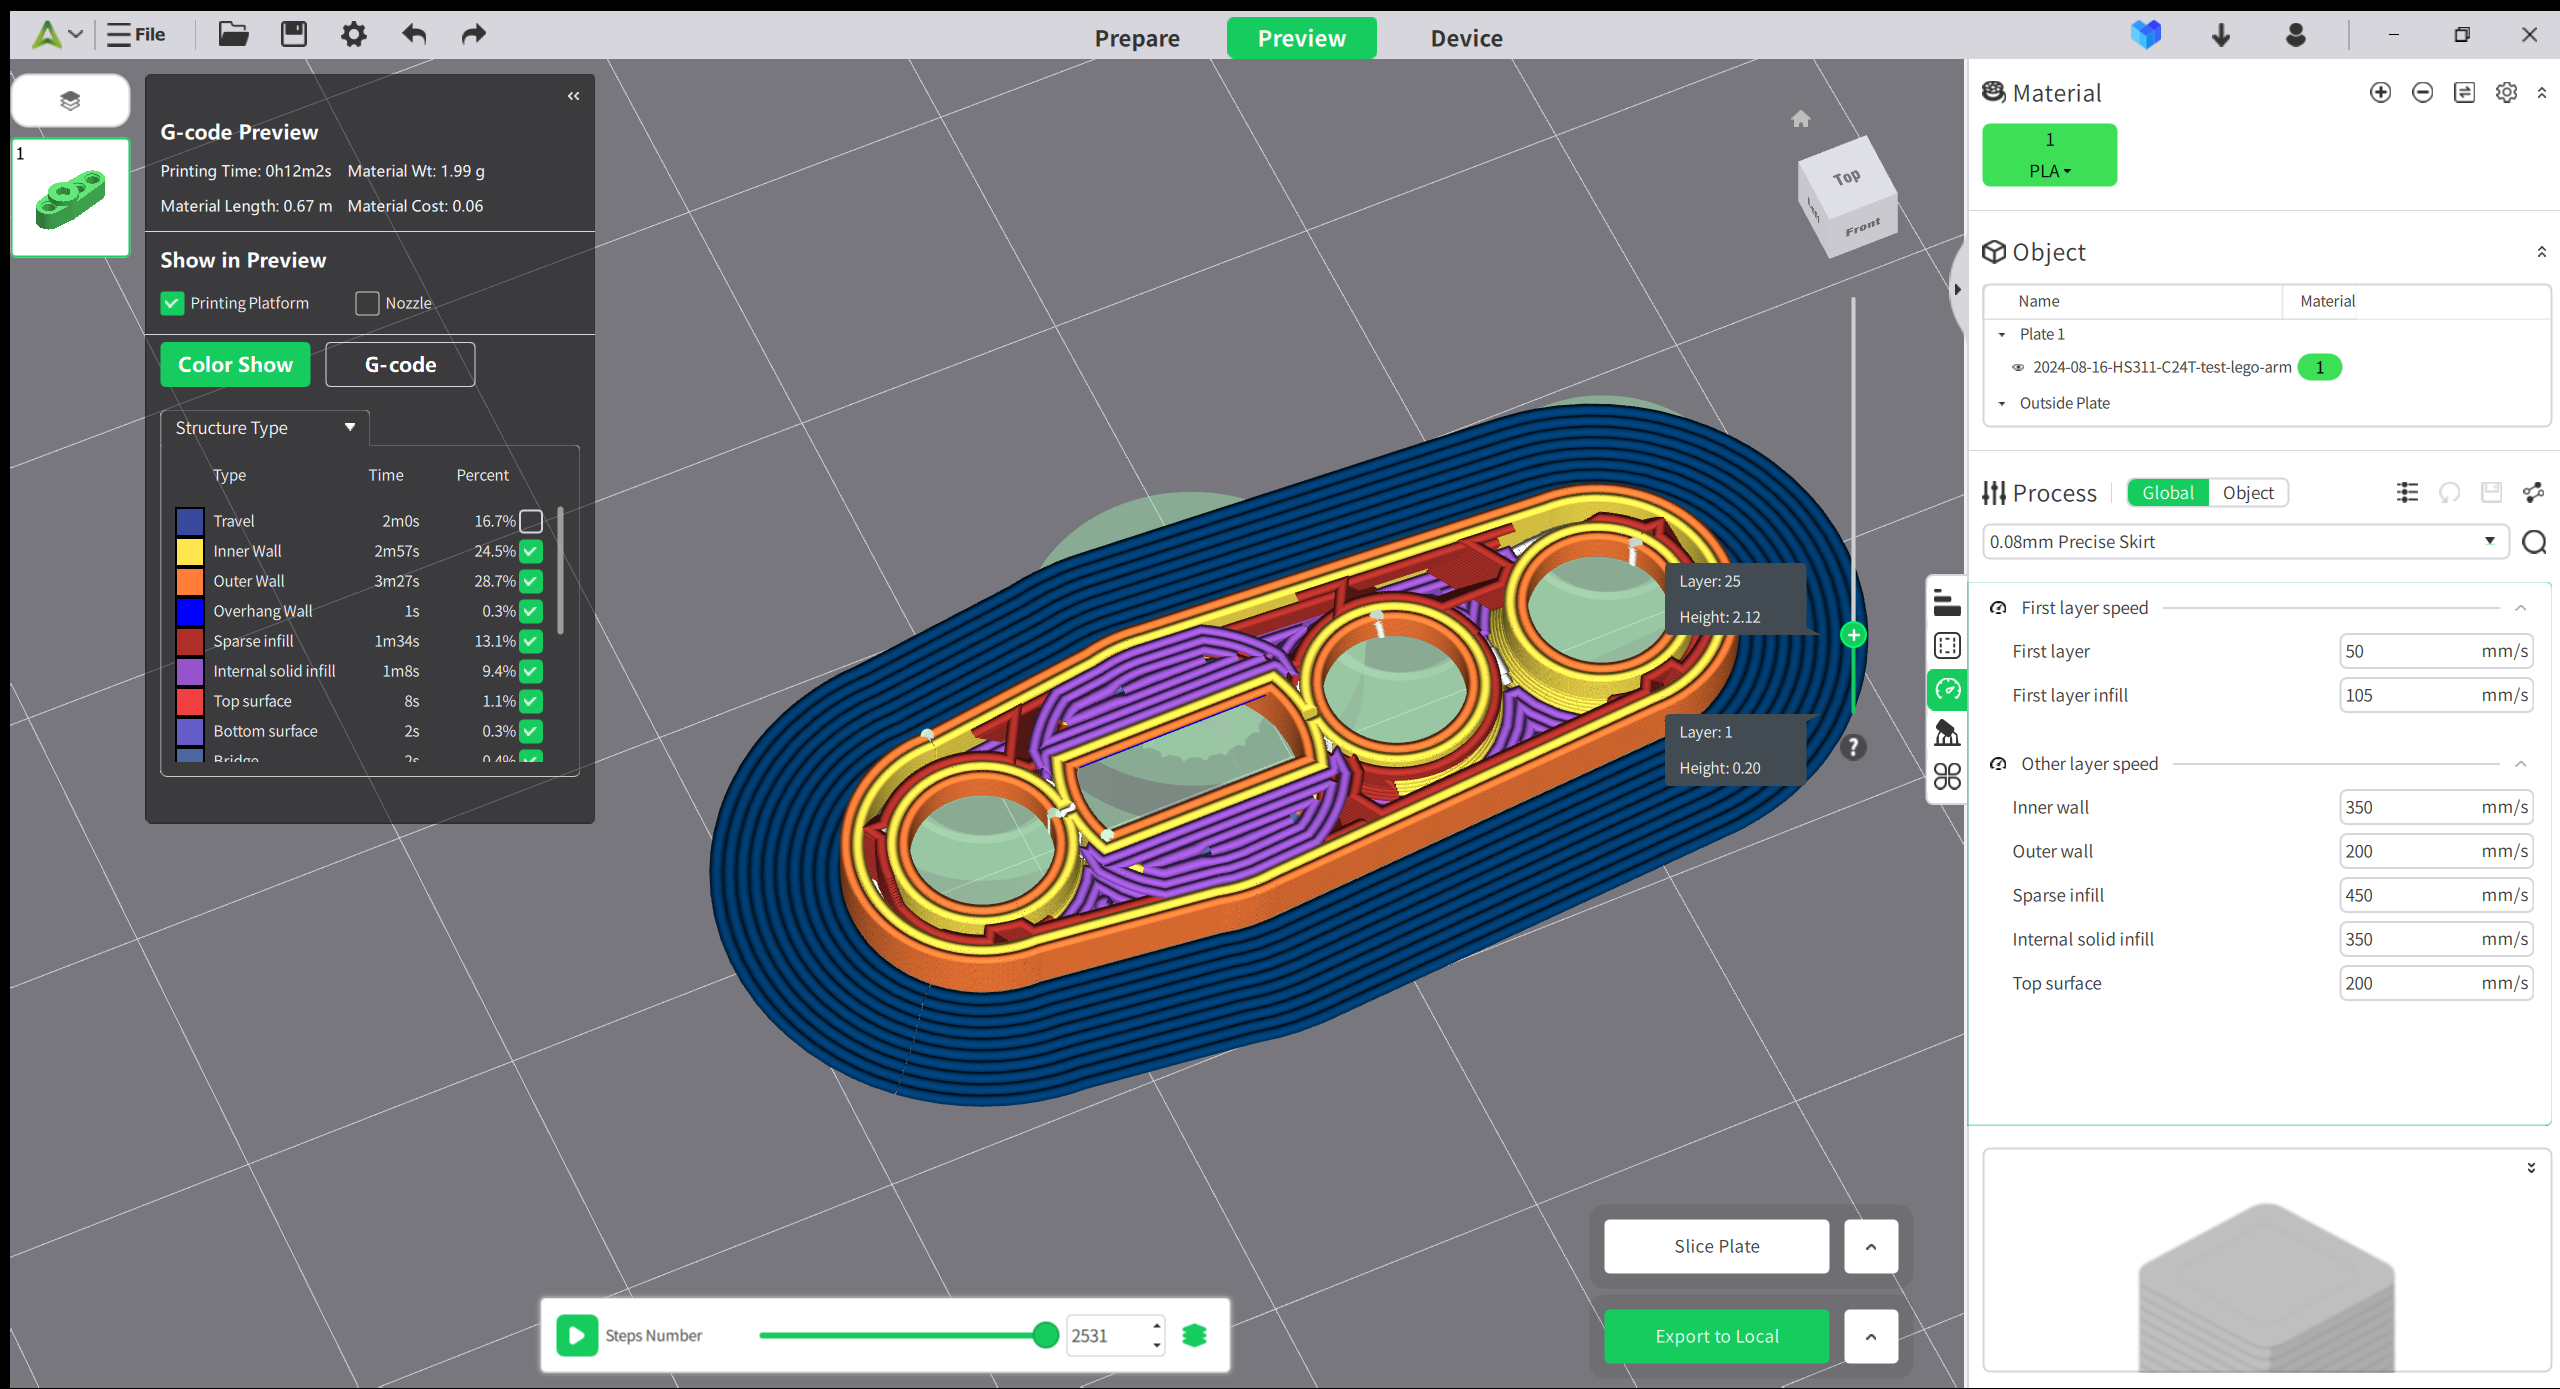 File
Prepare
Preview
Device
1
G-code Preview
Printing Time: 0h12m2s Material Wt: 1.99 g
Material Length: 0.67 m Material Cost: 0.06
Show in Preview
Printing Platform Nozzle
Color Show G-code
Structure Type
Type Time Percent
Travel 2m0s 16.7%
Inner Wall 2m57s 24.5%
Outer Wall 3m27s 28.7%
Overhang Wall 1s 0.3%
Sparse infill 1m34s 13.1%
Internal solid infill 1m8s 9.4%
Top surface 8s 1.1%
Bottom surface 2s 0.3%
Bridge 2s 0.4%
Top
Left
Front
Layer: 25
Height: 2.12
Layer: 1
Height: 0.20
?
Steps Number 2531
Slice Plate
Export to Local
Material
1
PLA
Object
Name Material
Plate 1
2024-08-16-HS311-C24T-test-lego-arm 1
Outside Plate
Process Global Object
0.08mm Precise Skirt
First layer speed
First layer 50 mm/s
First layer infill 105 mm/s
Other layer speed
Inner wall 350 mm/s
Outer wall 200 mm/s
Sparse infill 450 mm/s
Internal solid infill 350 mm/s
Top surface 200 mm/s